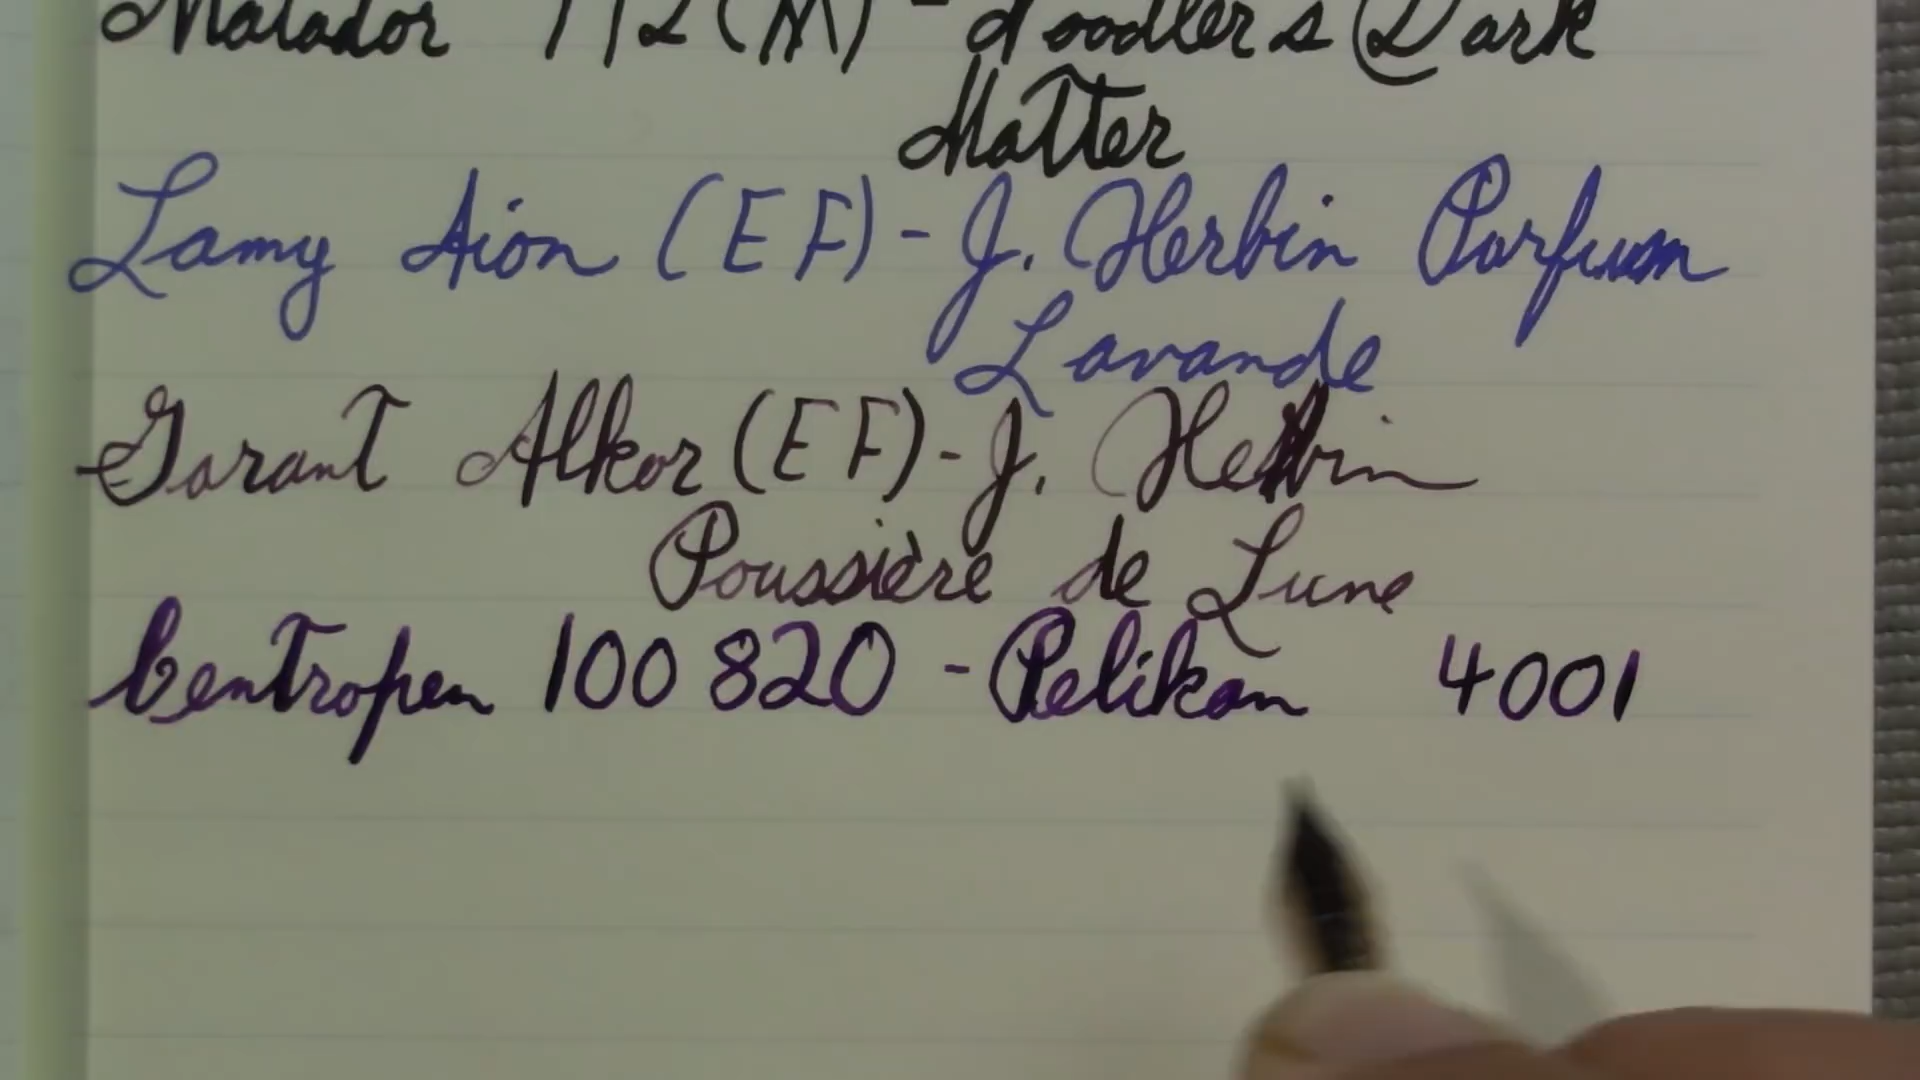 Matador 112 (M) - Noodler's Dark
Matter
Lamy Aion (EF) - J. Herbin Parfum
Lavande
Garant Alkor (EF) - J. Herbin
Poussière de Lune
Centropen 100 820 - Pelikan 4001